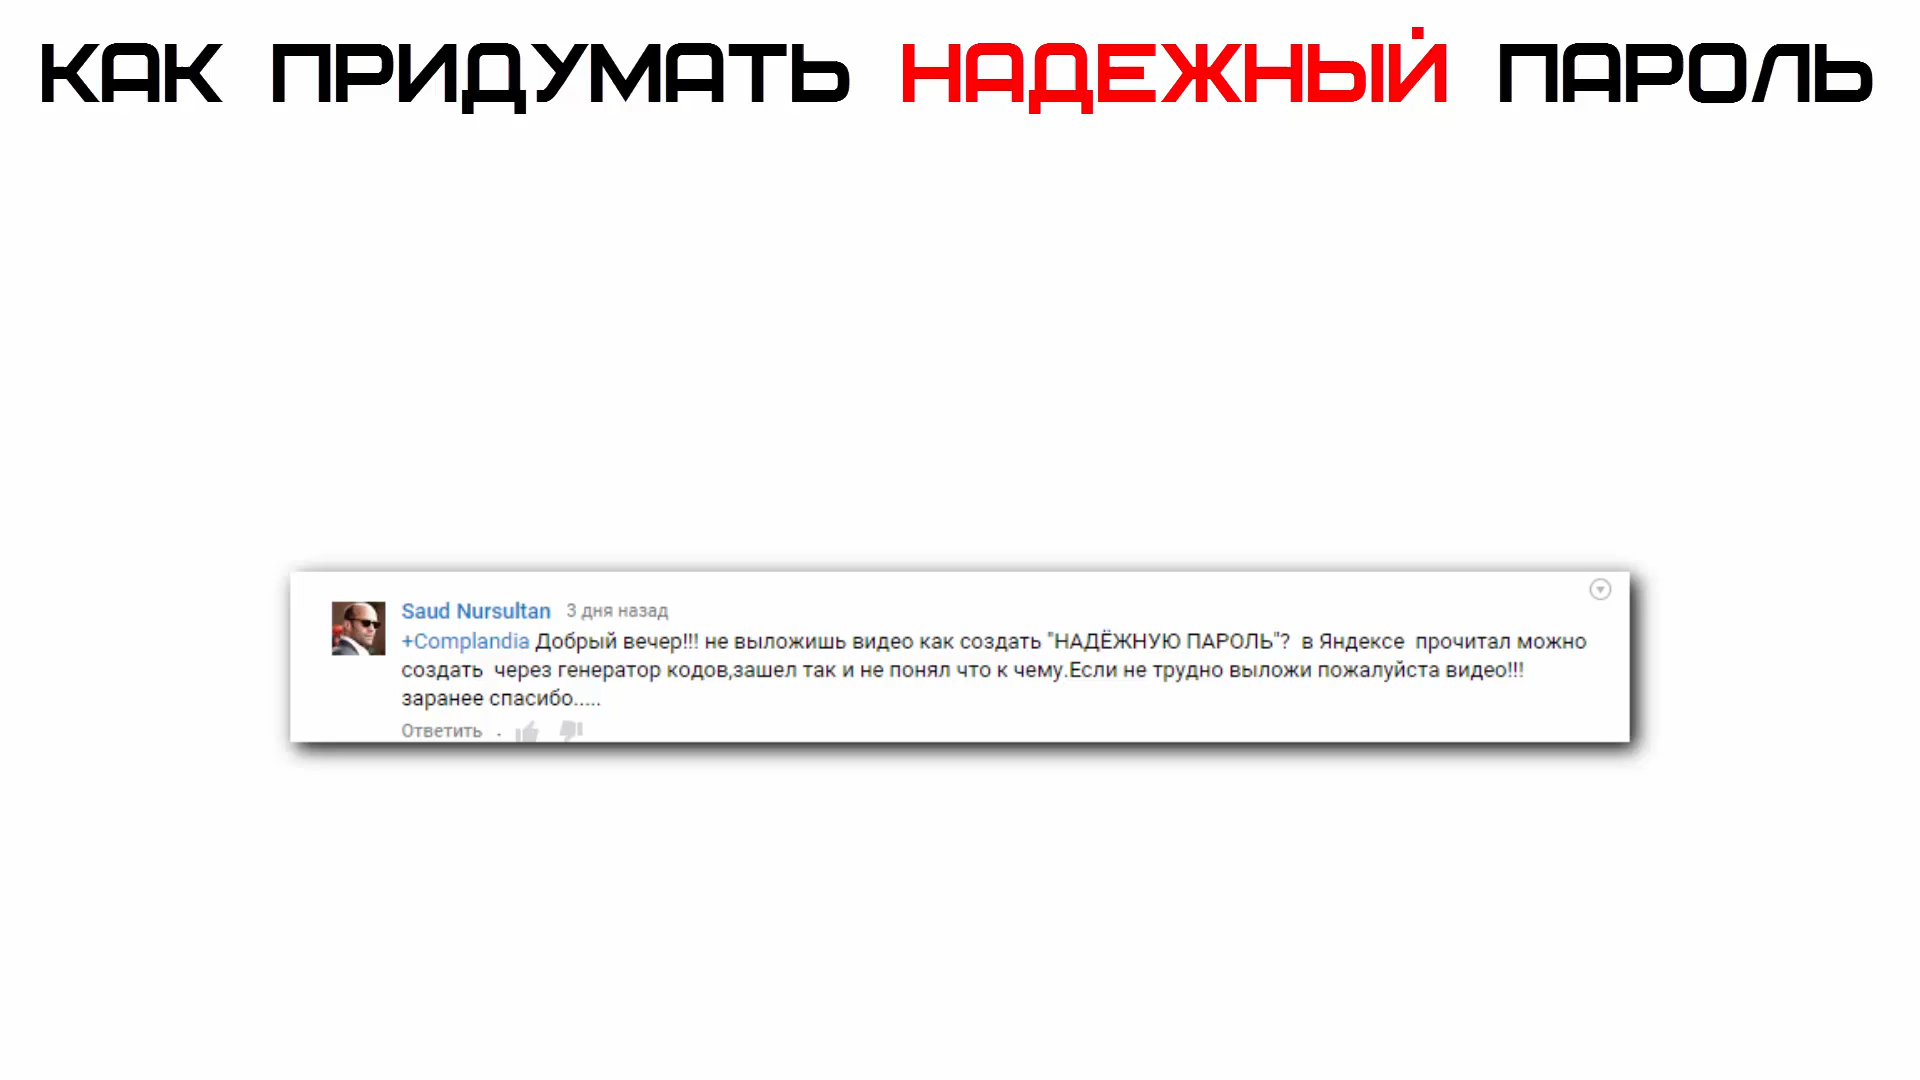 КАК ПРИДУМАТЬ НАДЕЖНЫЙ ПАРОЛЬ
Saud Nursultan 3 дня назад
+Complandia Добрый вечер!!! не выложишь видео как создать "НАДЁЖНУЮ ПАРОЛЬ"? в Яндексе прочитал можно
создать через генератор кодов,зашел так и не понял что к чему.Если не трудно выложи пожалуйста видео!!!
заранее спасибо.....
Ответить .